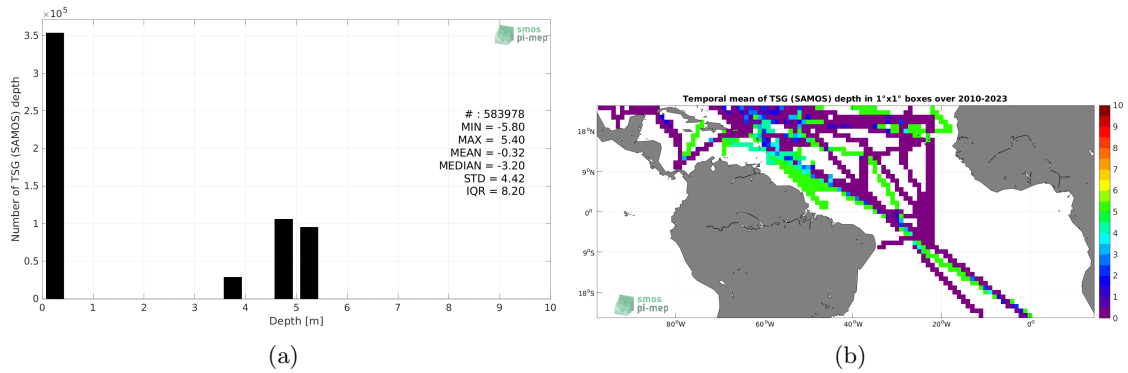 ×10⁵
3.5
3
2.5
2
1.5
1
0.5
0
Number of TSG (SAMOS) depth
smos
pi-mep
# : 583978
MIN = -5.80
MAX = 5.40
MEAN = -0.32
MEDIAN = -3.20
STD = 4.42
IQR = 8.20
0 1 2 3 4 5 6 7 8 9 10
Depth [m]
(a)
Temporal mean of TSG (SAMOS) depth in 1°x1° boxes over 2010-2023
18°N
9°N
0°
9°S
18°S
smos
pi-mep
80°W 60°W 40°W 20°W 0°
10
9
8
7
6
5
4
3
2
1
0
(b)